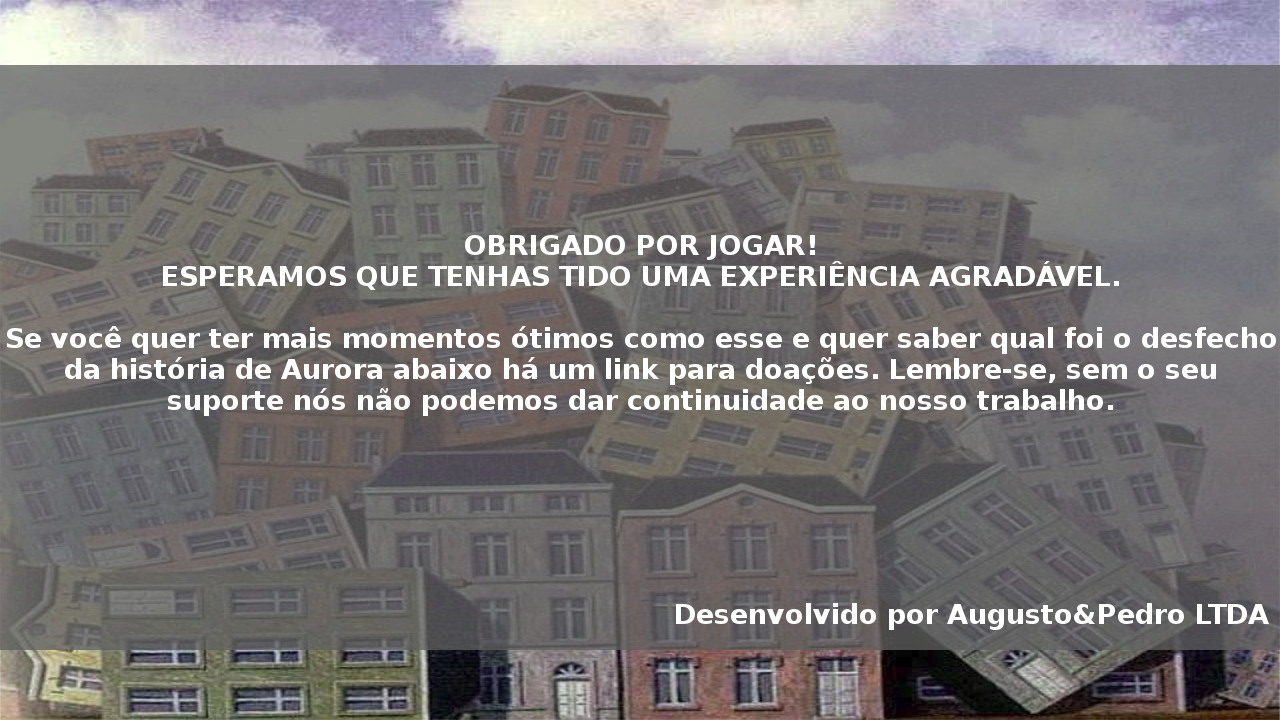 OBRIGADO POR JOGAR!
ESPERAMOS QUE TENHAS TIDO UMA EXPERIÊNCIA AGRADÁVEL.
Se você quer ter mais momentos ótimos como esse e quer saber qual foi o desfecho
da história de Aurora abaixo há um link para doações. Lembre-se, sem o seu
suporte nós não podemos dar continuidade ao nosso trabalho.
Desenvolvido por Augusto&Pedro LTDA